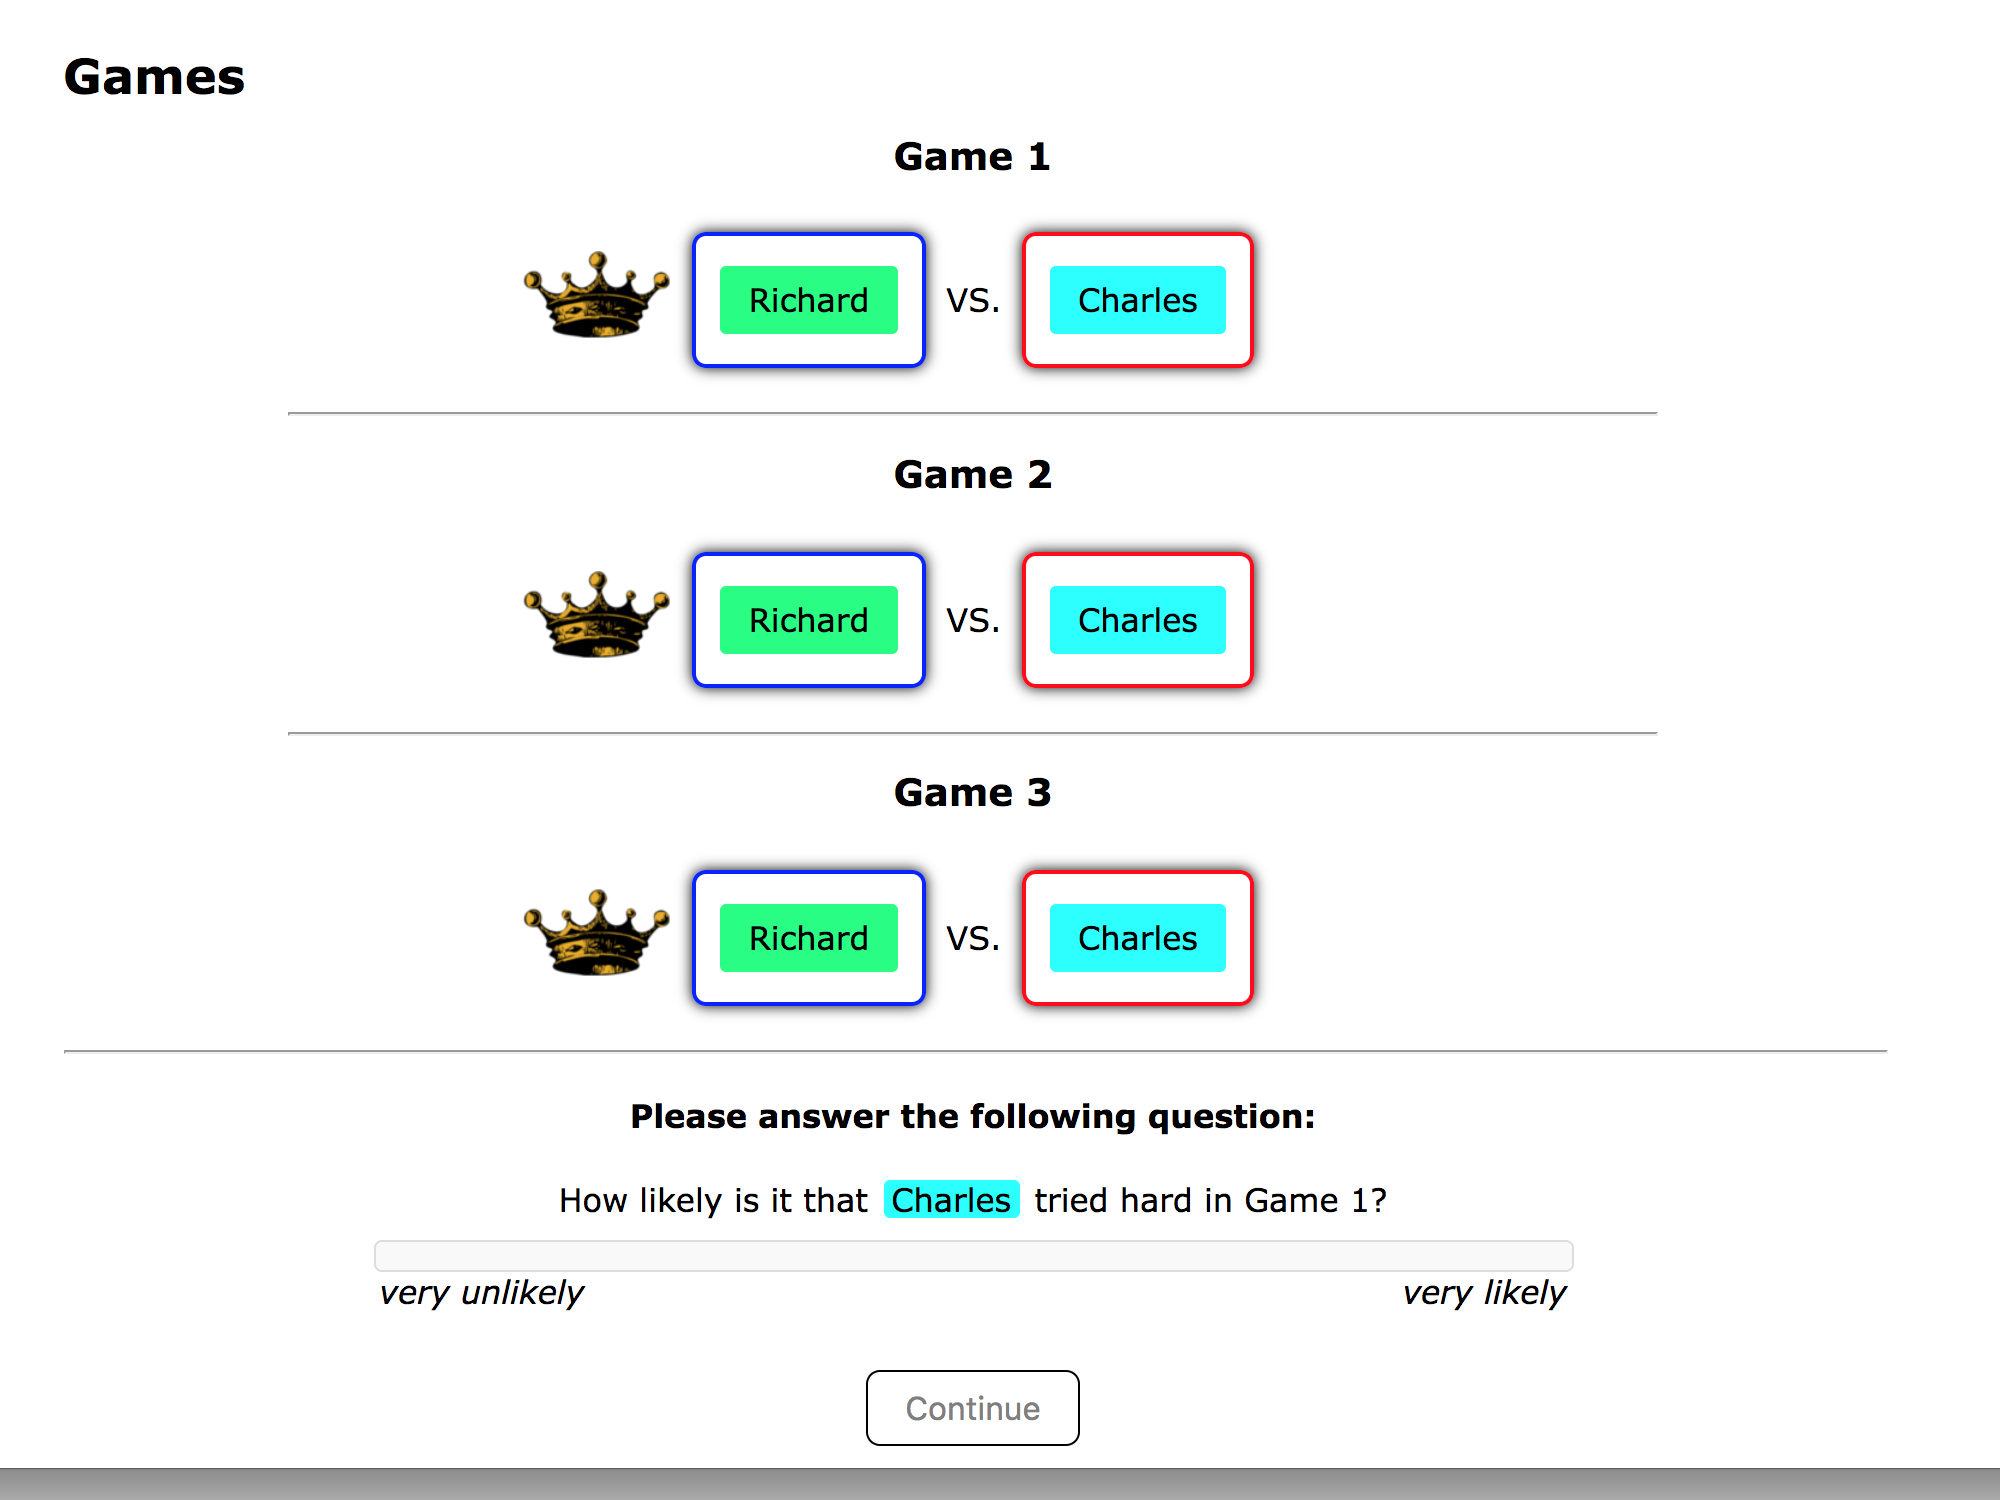 Games
Game 1
Richard VS. Charles
Game 2
Richard VS. Charles
Game 3
Richard VS. Charles
Please answer the following question:
How likely is it that Charles tried hard in Game 1?
very unlikely very likely
Continue